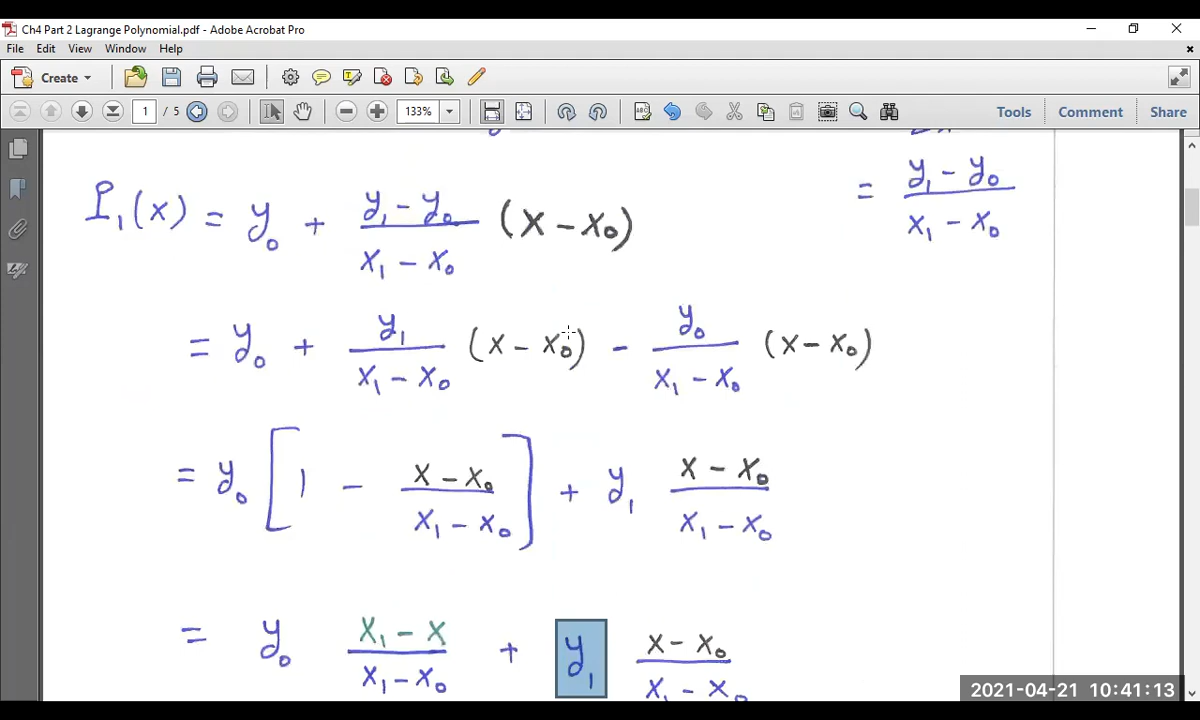 Ch4 Part 2 Lagrange Polynomial.pdf - Adobe Acrobat Pro
File Edit View Window Help
Create
1 / 5 133% Tools Comment Share
= (y₁ - y₀) / (x₁ - x₀)
P₁(x) = y₀ + (y₁ - y₀) / (x₁ - x₀) (x - x₀)
= y₀ + y₁ / (x₁ - x₀) (x - x₀) - y₀ / (x₁ - x₀) (x - x₀)
= y₀ [1 - (x - x₀) / (x₁ - x₀)] + y₁ (x - x₀) / (x₁ - x₀)
= y₀ (x₁ - x) / (x₁ - x₀) + y₁ (x - x₀) / (x₁ - x₀)
2021-04-21 10:41:13